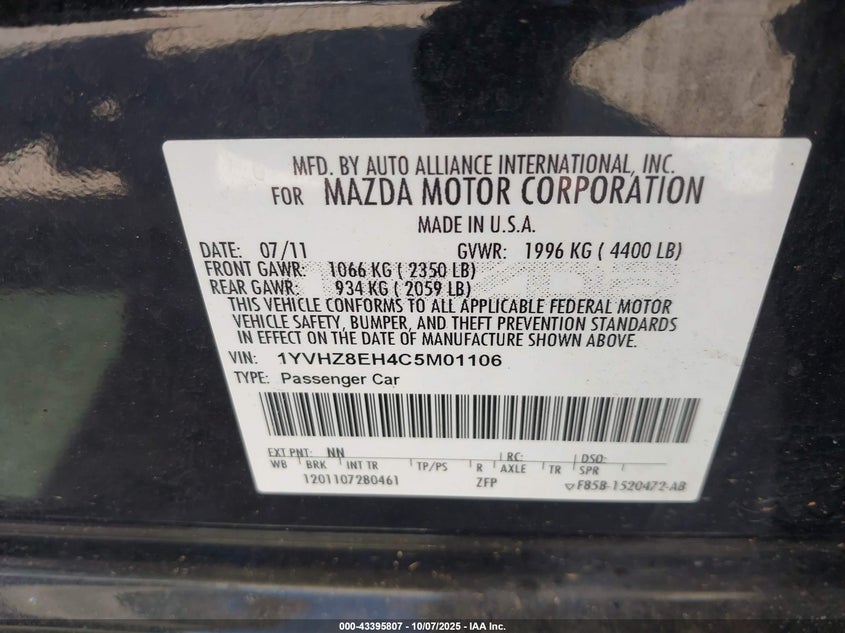 MFD. BY AUTO ALLIANCE INTERNATIONAL, INC.
FOR MAZDA MOTOR CORPORATION
MADE IN U.S.A.
DATE: 07/11 GVWR: 1996 KG ( 4400 LB)
FRONT GAWR: 1066 KG ( 2350 LB)
REAR GAWR: 934 KG ( 2059 LB)
THIS VEHICLE CONFORMS TO ALL APPLICABLE FEDERAL MOTOR
VEHICLE SAFETY, BUMPER, AND THEFT PREVENTION STANDARDS
IN EFFECT ON THE DATE OF MANUFACTURE SHOWN ABOVE.
VIN: 1YVHZ8EH4C5M01106
TYPE: Passenger Car
EXT PNT: NN RC: DSO:
WB BRK INT TR TP/PS R AXLE TR SPR
1201107280461 ZFP F85B-1520472-AB
000-43395807 - 10/07/2025 - IAA Inc.